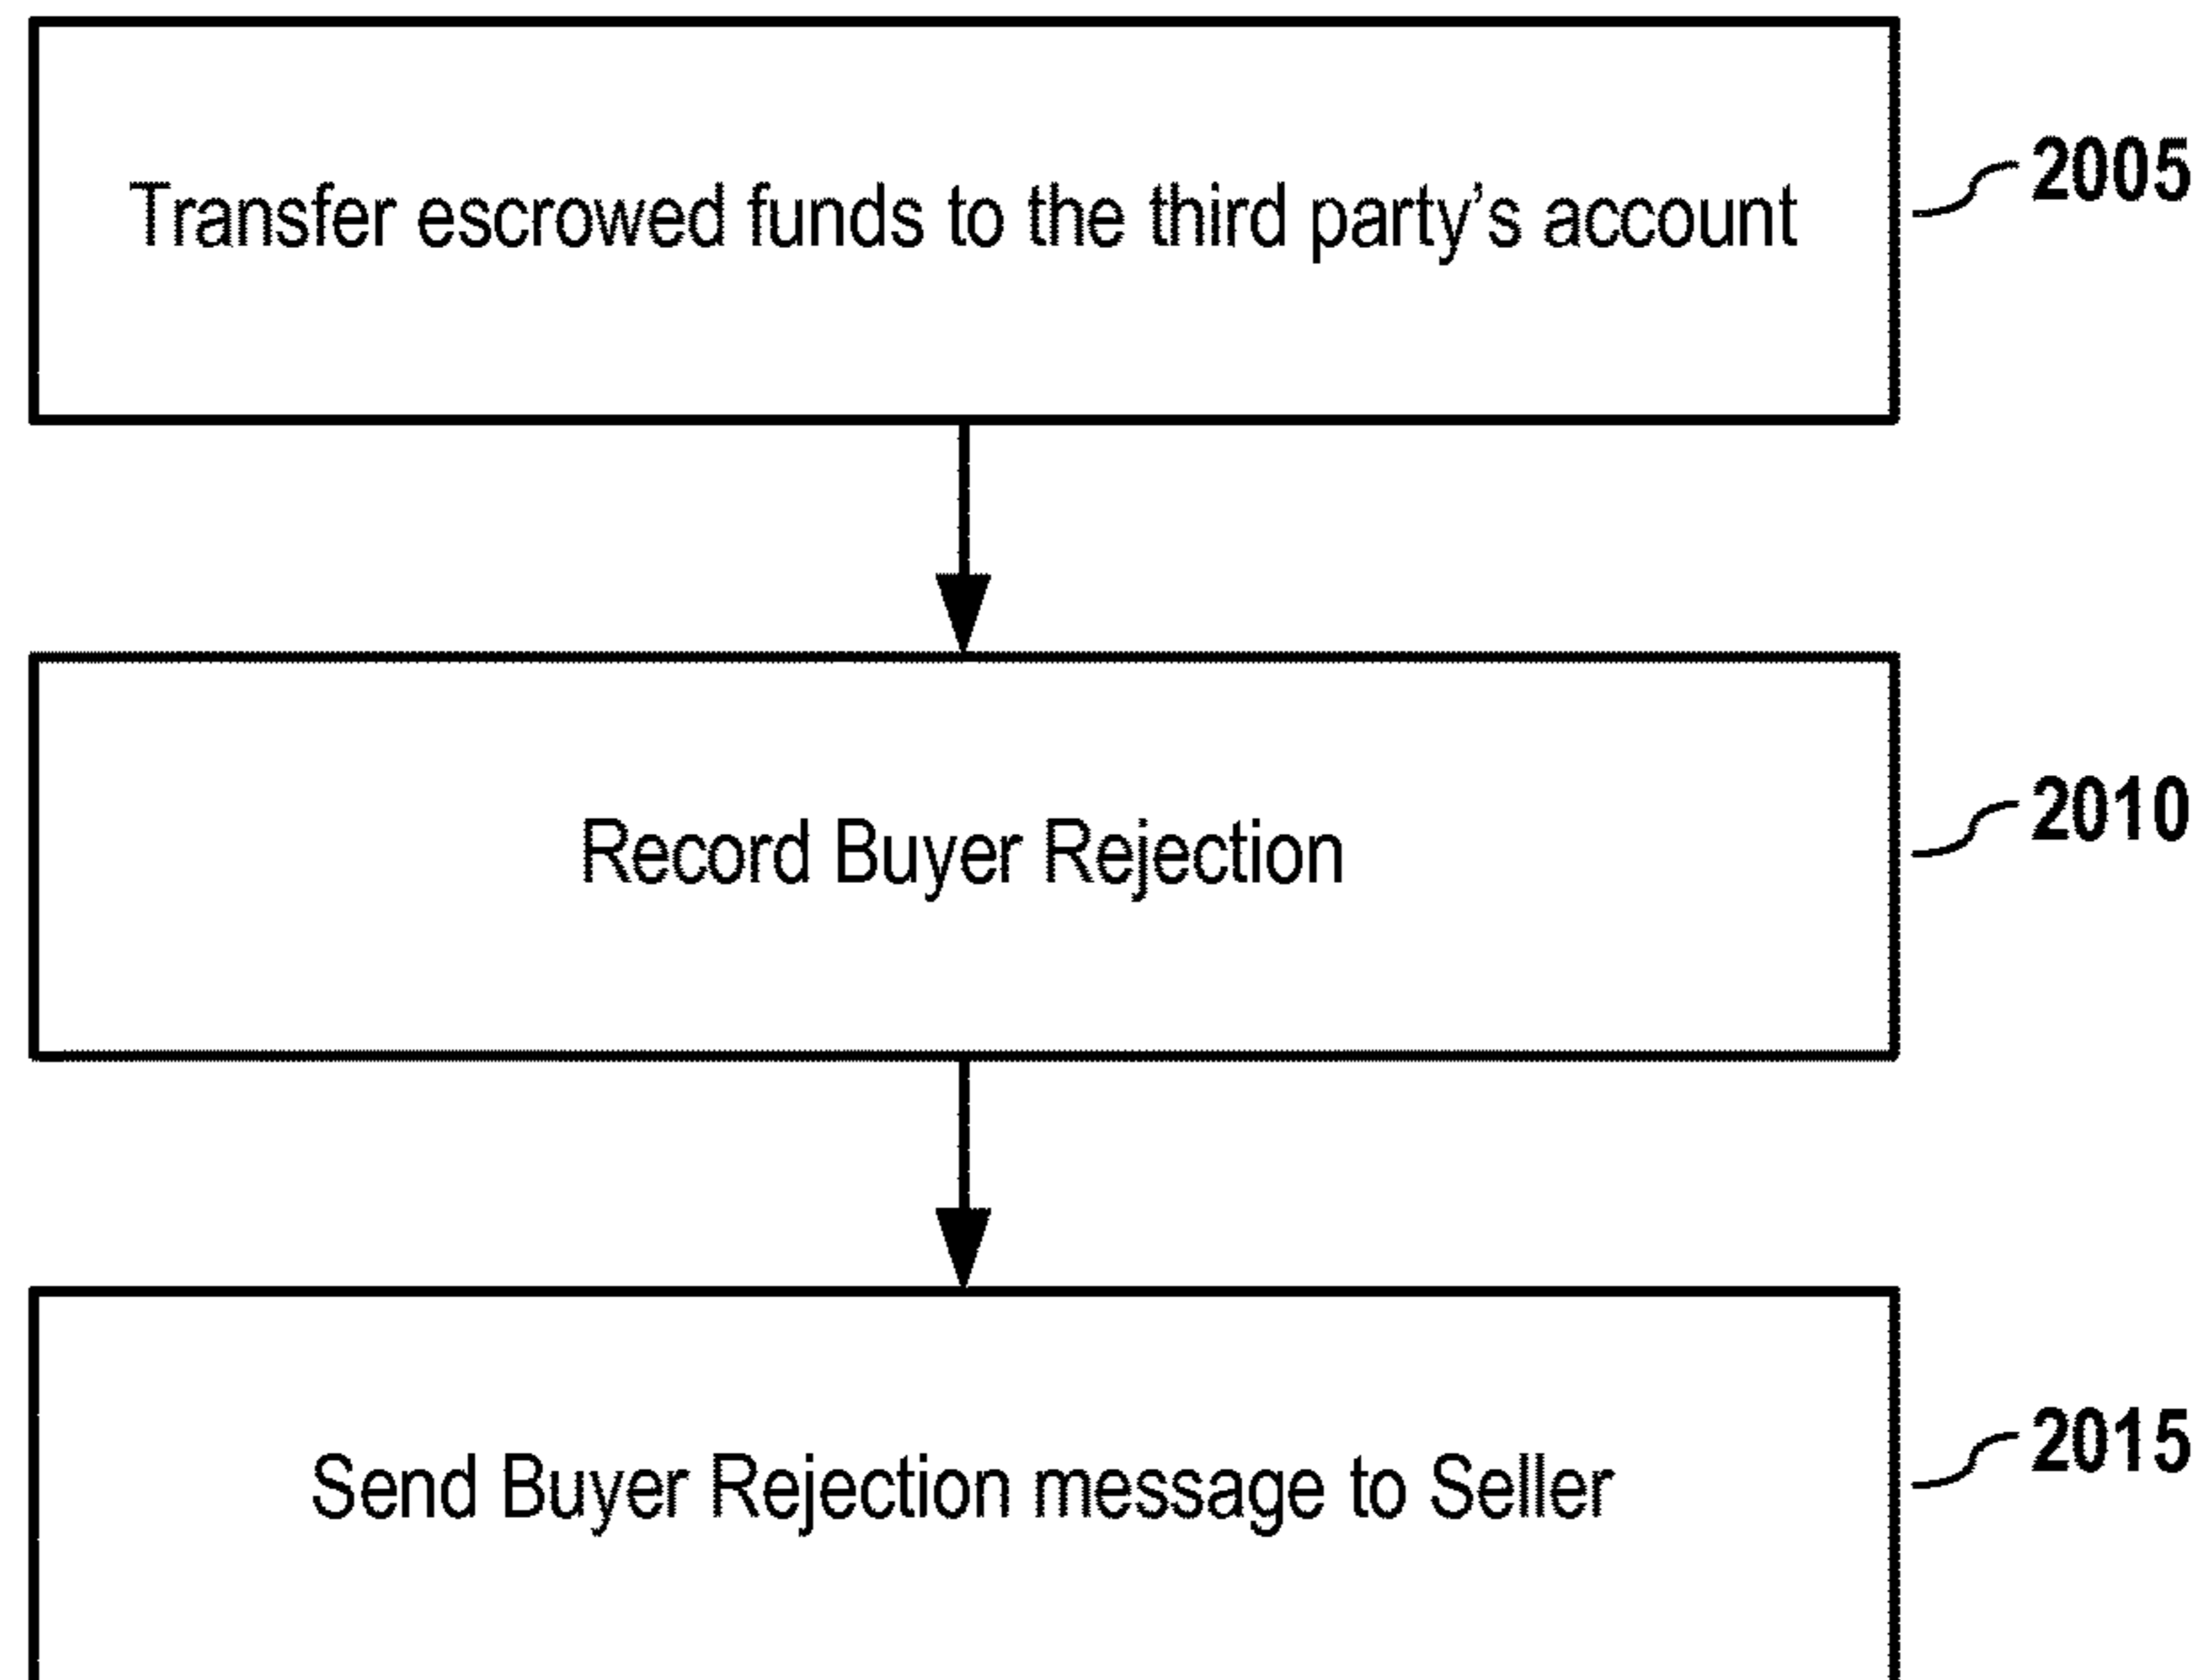 Transfer escrowed funds to the third party's account
2005
Record Buyer Rejection
2010
Send Buyer Rejection message to Seller
2015